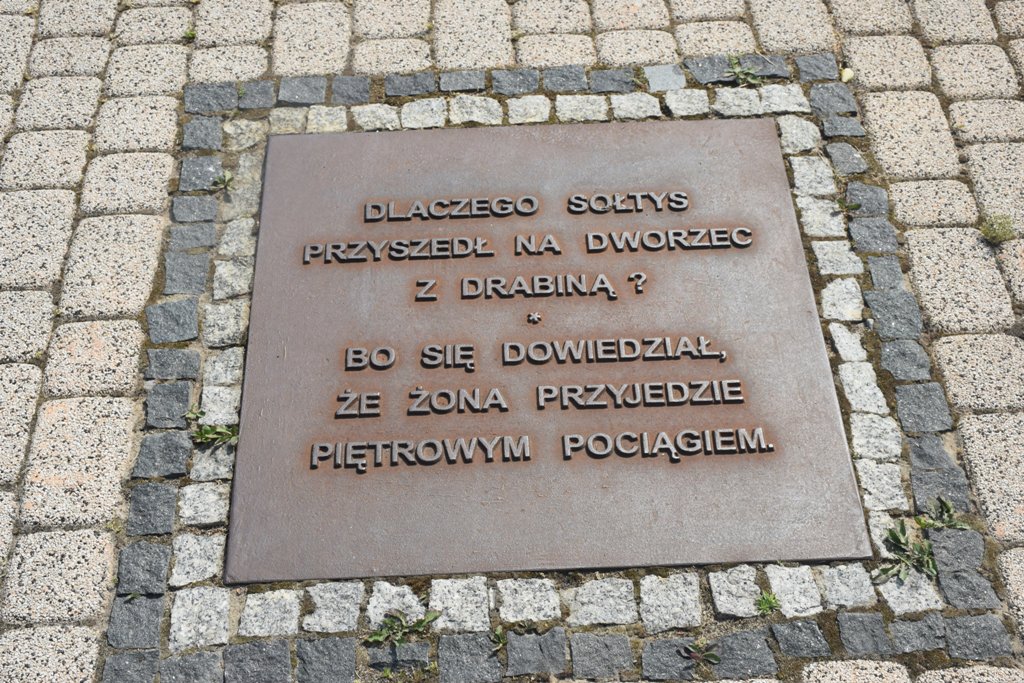 DLACZEGO SOŁTYS
PRZYSZEDŁ NA DWORZEC
Z DRABINĄ ?
*
BO SIĘ DOWIEDZIAŁ,
ŻE ŻONA PRZYJEDZIE
PIĘTROWYM POCIĄGIEM.